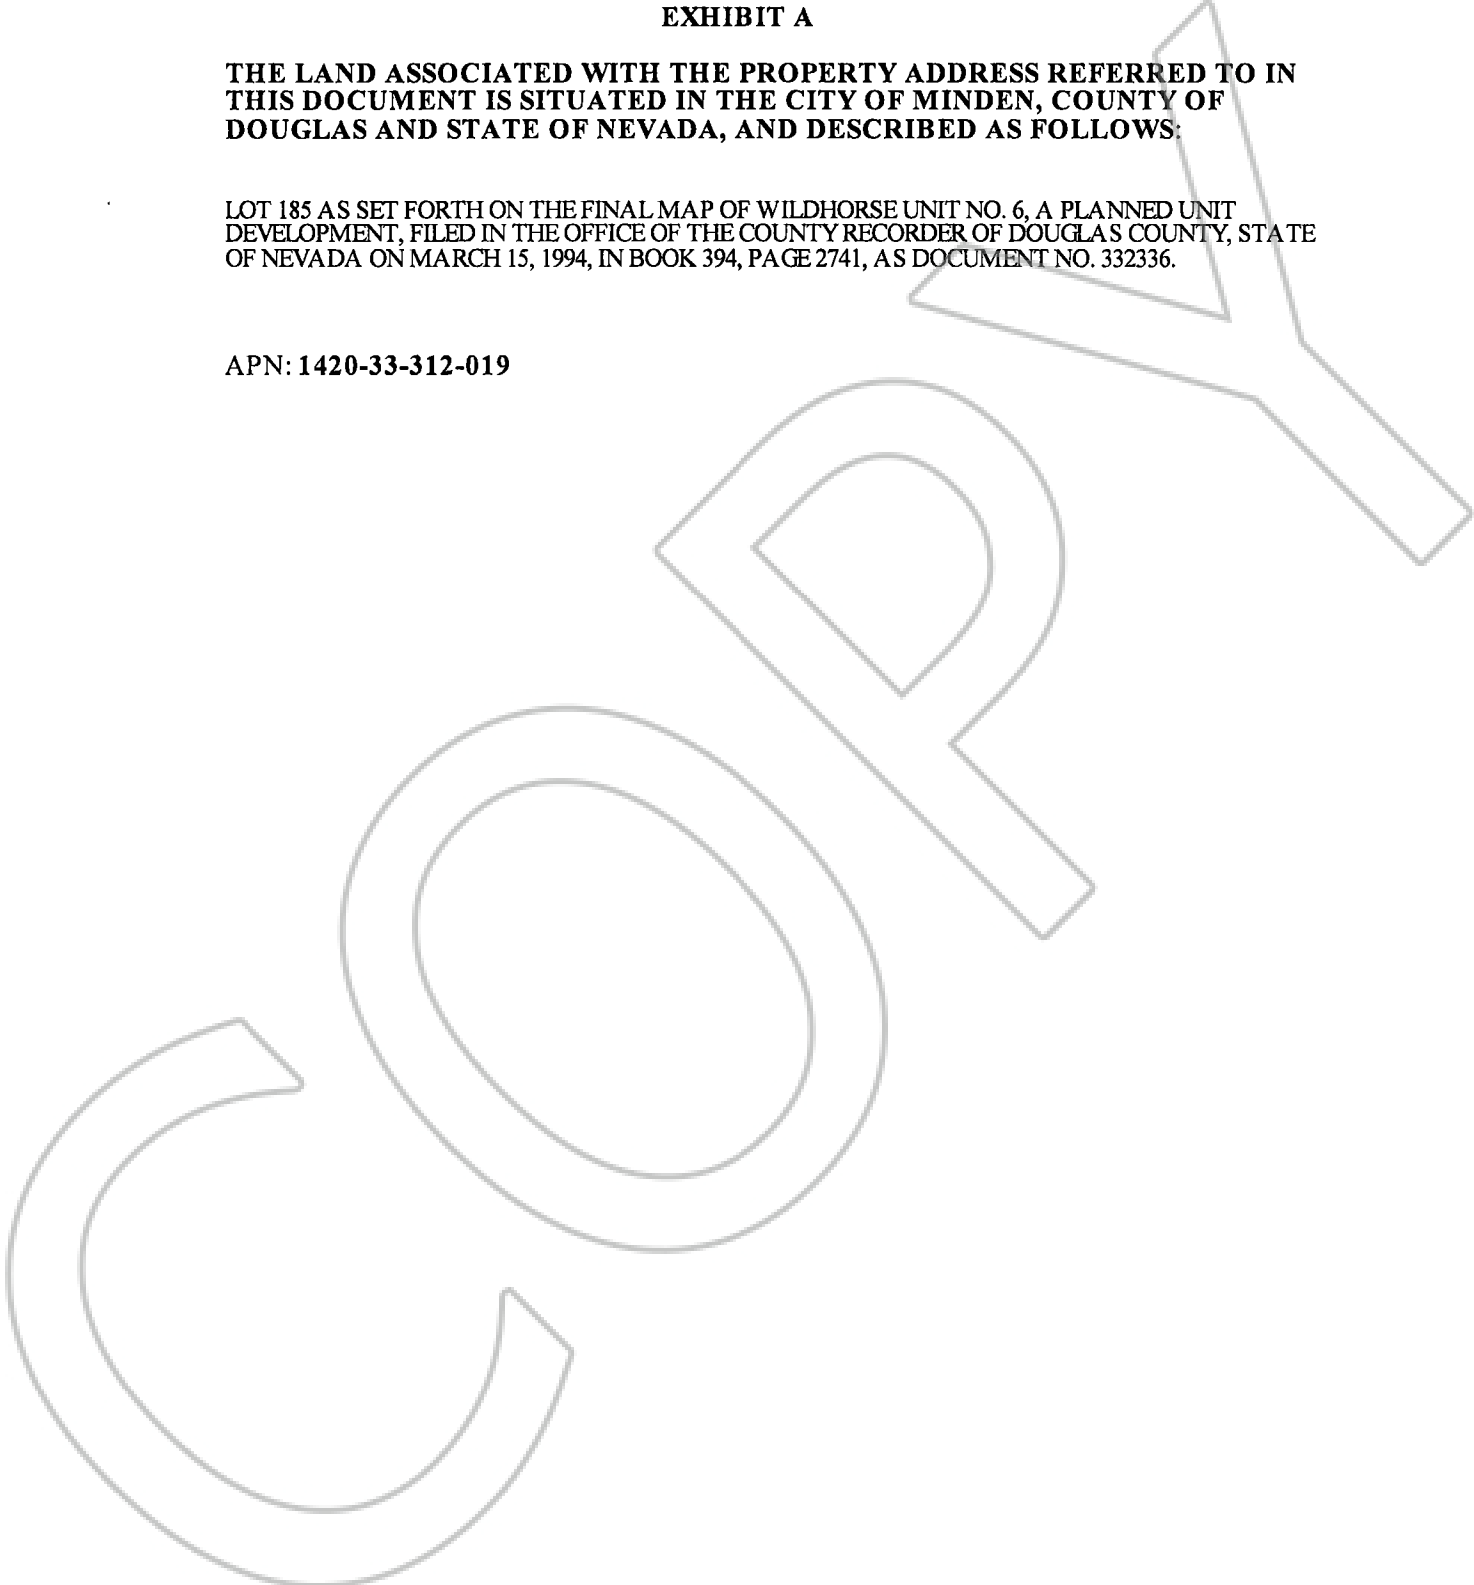 EXHIBIT A
THE LAND ASSOCIATED WITH THE PROPERTY ADDRESS REFERRED TO IN
THIS DOCUMENT IS SITUATED IN THE CITY OF MINDEN, COUNTY OF
DOUGLAS AND STATE OF NEVADA, AND DESCRIBED AS FOLLOWS:
LOT 185 AS SET FORTH ON THE FINAL MAP OF WILDHORSE UNIT NO. 6, A PLANNED UNIT
DEVELOPMENT, FILED IN THE OFFICE OF THE COUNTY RECORDER OF DOUGLAS COUNTY, STATE
OF NEVADA ON MARCH 15, 1994, IN BOOK 394, PAGE 2741, AS DOCUMENT NO. 332336.
APN: 1420-33-312-019
COPY